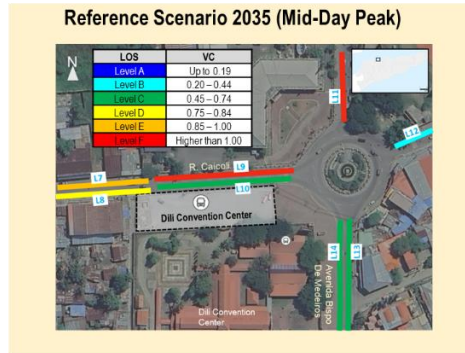 Reference Scenario 2035 (Mid-Day Peak)
N
LOS VC
Level A Up to 0.19
Level B 0.20 – 0.44
Level C 0.45 – 0.74
Level D 0.75 – 0.84
Level E 0.85 – 1.00
Level F Higher than 1.00
L11
L12
R. Caicoli
L9
L7
L10
L8
Dili Convention Center
L14
L13
Avenida Bispo
De Medeiros
Dili Convention
Center